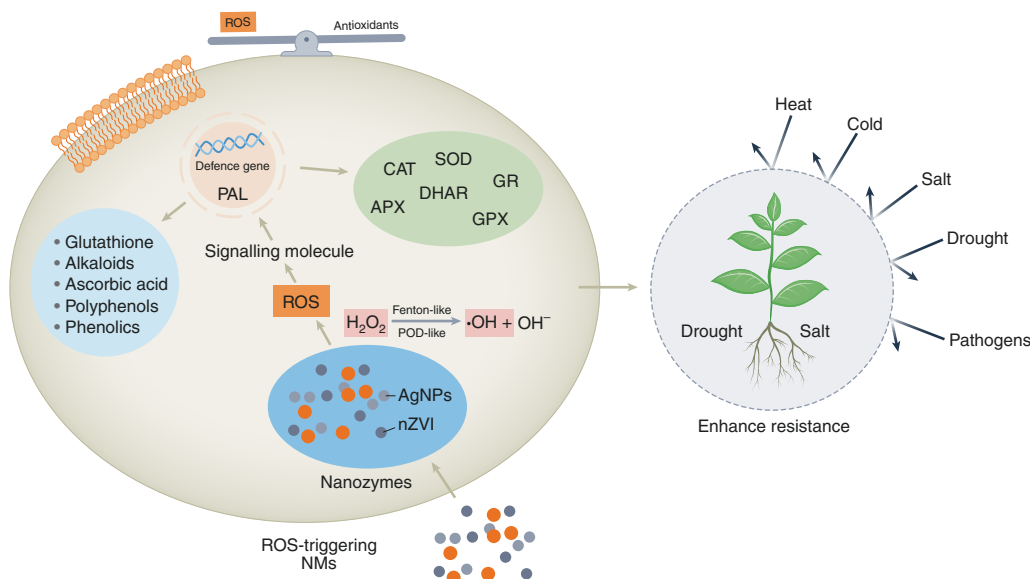 ROS
Antioxidants
Defence gene
PAL
CAT
SOD
GR
DHAR
APX
GPX
• Glutathione
• Alkaloids
• Ascorbic acid
• Polyphenols
• Phenolics
Signalling molecule
ROS
H₂O₂
Fenton-like
POD-like
•OH + OH⁻
AgNPs
nZVI
Nanozymes
ROS-triggering
NMs
Heat
Cold
Salt
Drought
Pathogens
Drought
Salt
Enhance resistance